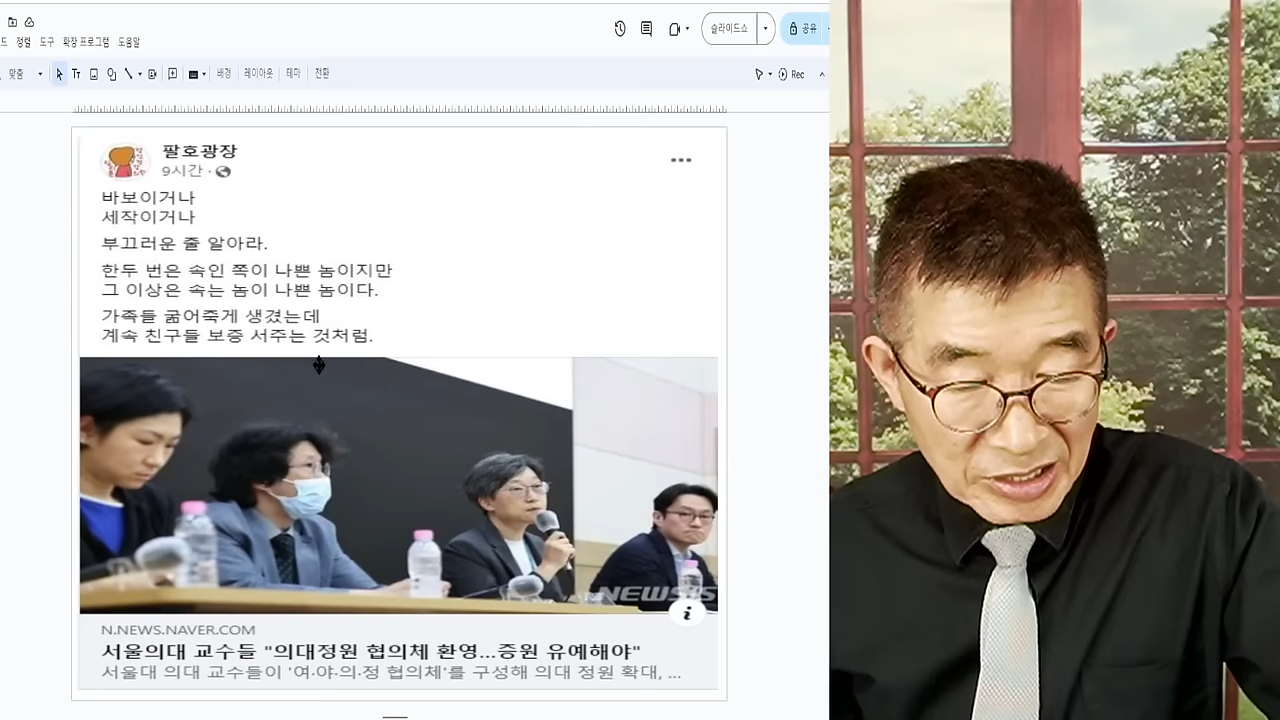 정렬 도구 확장 프로그램 도움말
슬라이드쇼
공유
맞춤
Tт
배경 레이아웃 테마 전환
Rec
팔호광장
9시간 ·
바보이거나
세작이거나
부끄러운 줄 알아라.
한두 번은 속인 쪽이 나쁜 놈이지만
그 이상은 속는 놈이 나쁜 놈이다.
가족들 굶어죽게 생겼는데
계속 친구들 보증 서주는 것처럼.
NEWSIS
N.NEWS.NAVER.COM
서울의대 교수들 "의대정원 협의체 환영...증원 유예해야"
서울대 의대 교수들이 '여·야·의·정 협의체'를 구성해 의대 정원 확대, ...